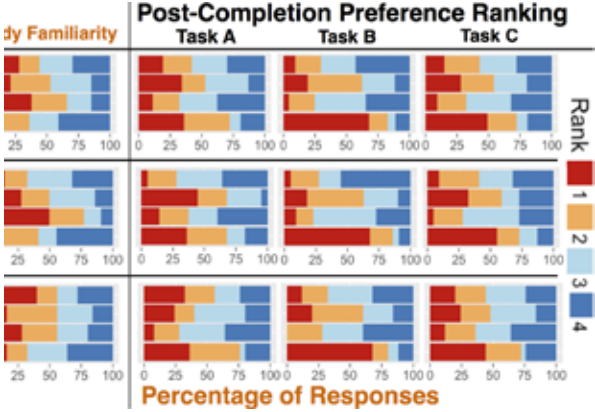 Post-Completion Preference Ranking
dy Familiarity
Task A Task B Task C
0 25 50 75 100 0 25 50 75 100 0 25 50 75 100
25 50 75 100
0 25 50 75 100 0 25 50 75 100 0 25 50 75 100
25 50 75 100
0 25 50 75 100 0 25 50 75 100 0 25 50 75 100
25 50 75 100
Percentage of Responses
Rank
1
2
3
4